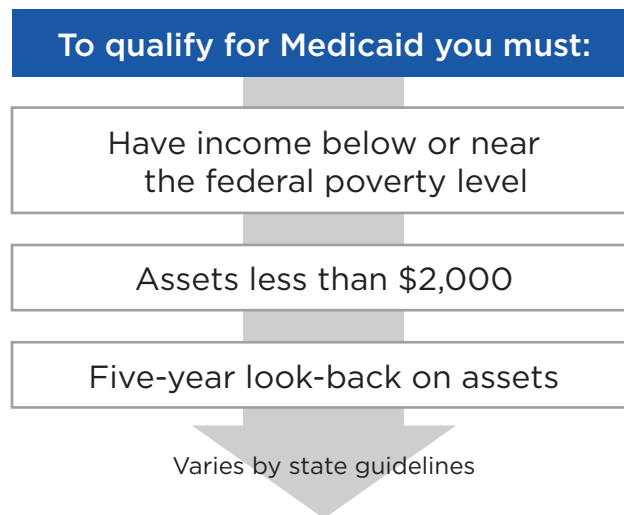 To qualify for Medicaid you must:
Have income below or near
the federal poverty level
Assets less than $2,000
Five-year look-back on assets
Varies by state guidelines